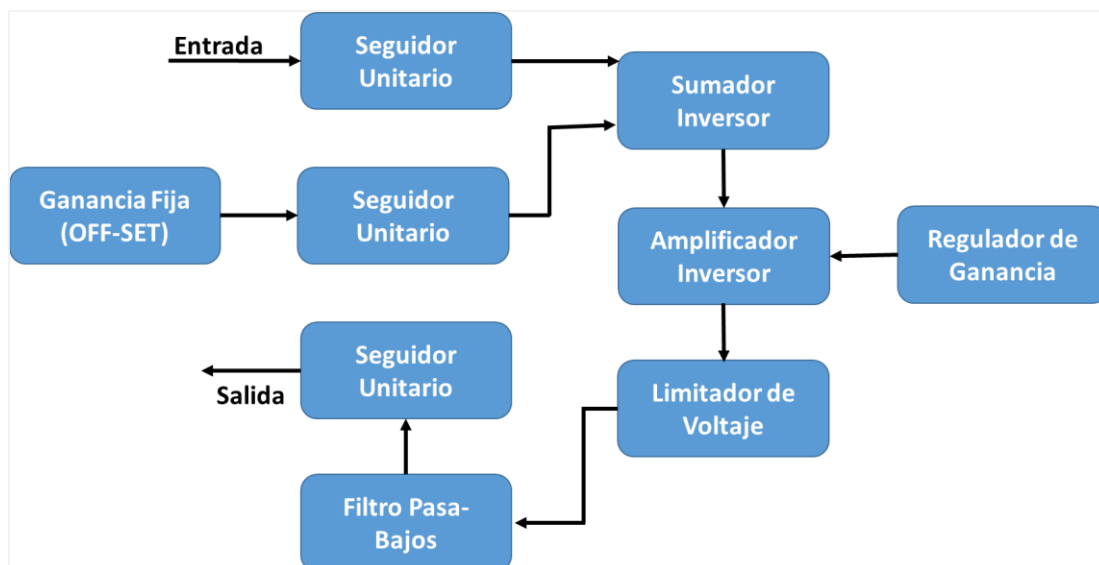 Entrada
Seguidor
Unitario
Sumador
Inversor
Ganancia Fija
(OFF-SET)
Seguidor
Unitario
Amplificador
Inversor
Regulador de
Ganancia
Seguidor
Unitario
Salida
Limitador de
Voltaje
Filtro Pasa-
Bajos